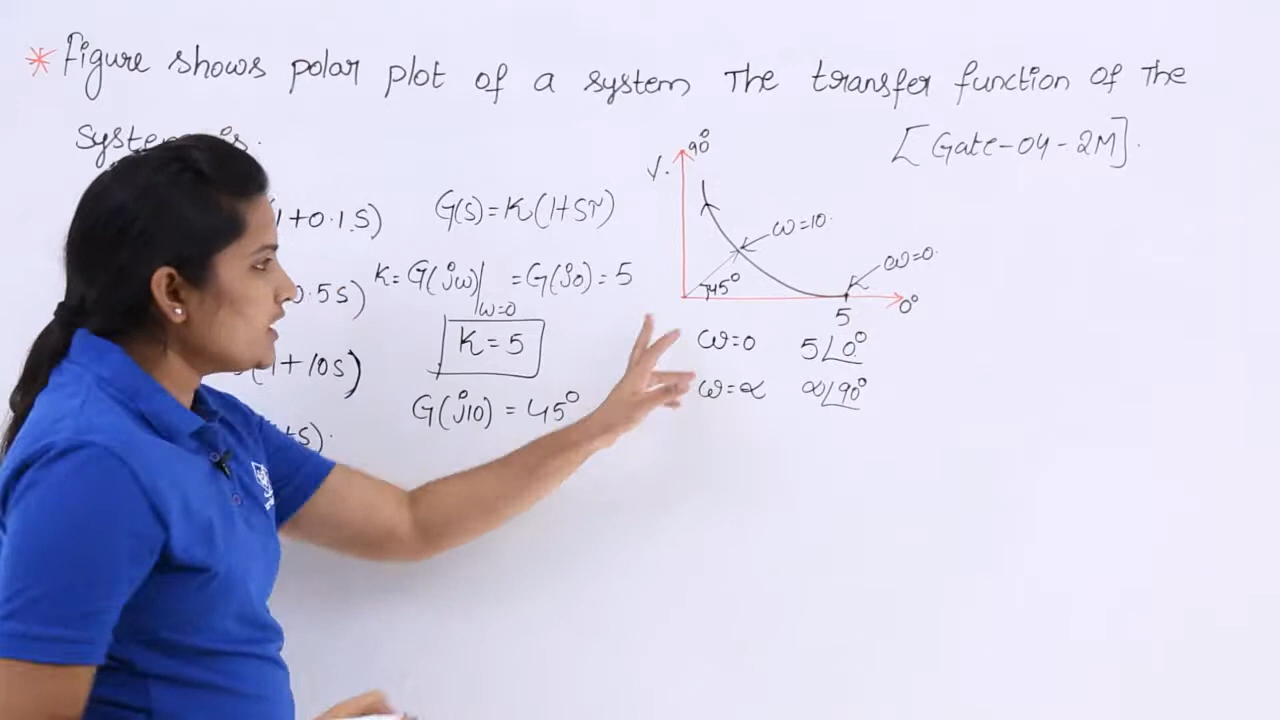 * Figure shows polar plot of a system The transfer function of The
system is.
[Gate-04-2M].
90°
ω=10.
ω=0.
45°
5
0°
1+0.1S)
G(s)=K(1+Sτ)
0.5S)
K=G(jω)|ω=0 =G(j0)=5
K=5
1+10S)
G(j10)=45°
+S).
ω=0 5∠0°
ω=∝ ∝∠90°